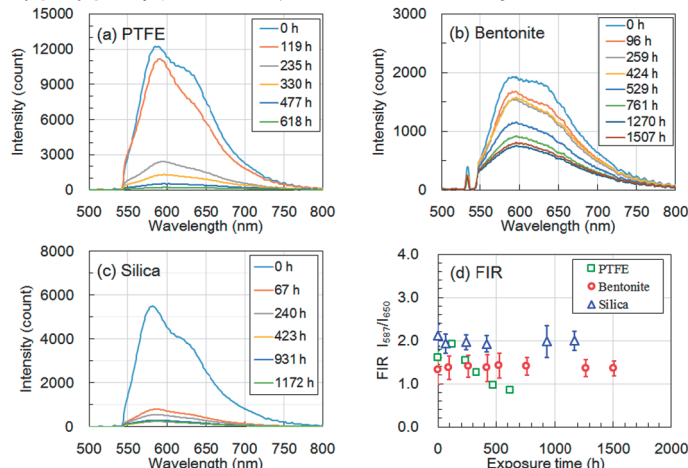 (a) PTFE
Intensity (count)
15000
12000
9000
6000
3000
0
500 550 600 650 700 750 800
Wavelength (nm)
0 h
119 h
235 h
330 h
477 h
618 h
(b) Bentonite
Intensity (count)
3000
2000
1000
0
500 550 600 650 700 750 800
Wavelength (nm)
0 h
96 h
259 h
424 h
529 h
761 h
1270 h
1507 h
(c) Silica
Intensity (count)
8000
6000
4000
2000
0
500 550 600 650 700 750 800
Wavelength (nm)
0 h
67 h
240 h
423 h
931 h
1172 h
(d) FIR
FIR I587/I650
4.0
3.0
2.0
1.0
0.0
0 500 1000 1500 2000
Exposure time (h)
PTFE
Bentonite
Silica